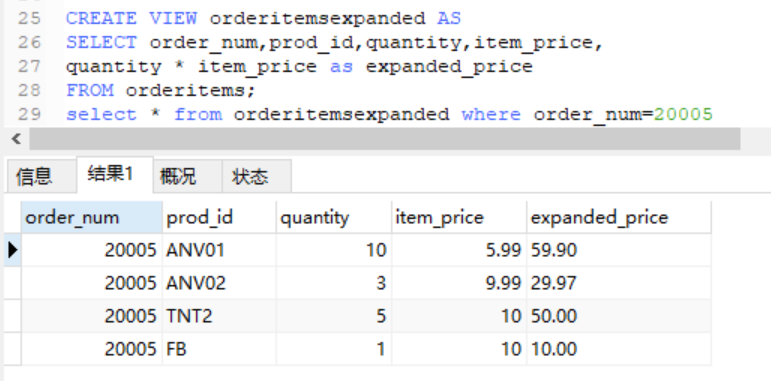 25 CREATE VIEW orderitemsexpanded AS
26 SELECT order_num,prod_id,quantity,item_price,
27 quantity * item_price as expanded_price
28 FROM orderitems;
29 select * from orderitemsexpanded where order_num=20005
信息 结果1 概况 状态
order_num prod_id quantity item_price expanded_price
20005 ANV01 10 5.99 59.90
20005 ANV02 3 9.99 29.97
20005 TNT2 5 10 50.00
20005 FB 1 10 10.00